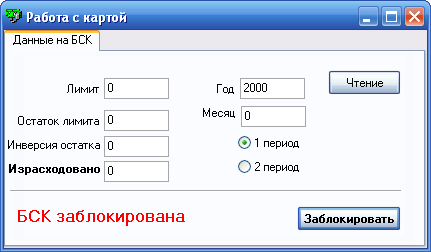 Работа с картой
Данные на БСК
Лимит 0 Год 2000 Чтение
Остаток лимита 0 Месяц 0
Инверсия остатка 0 1 период
Израсходовано 0 2 период
БСК заблокирована Заблокировать